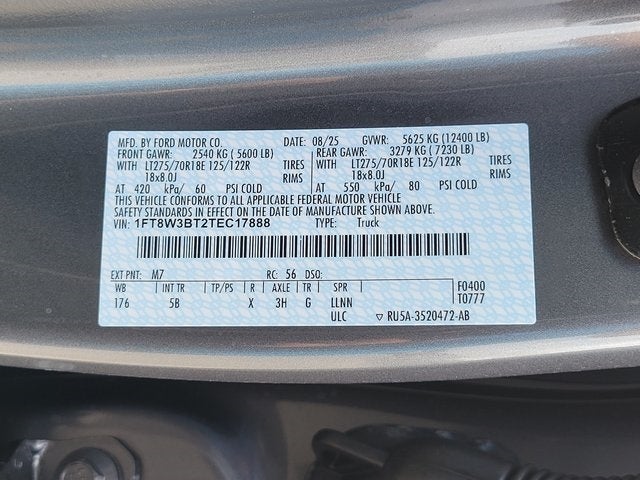 MFD. BY FORD MOTOR CO. DATE: 08/25 GVWR: 5625 KG (12400 LB)
FRONT GAWR: 2540 KG (5600 LB) REAR GAWR: 3279 KG (7230 LB)
WITH LT275/70R18E 125/122R TIRES WITH LT275/70R18E 125/122R TIRES
18x8.0J RIMS 18x8.0J RIMS
AT 420 kPa/ 60 PSI COLD AT 550 kPa/ 80 PSI COLD
THIS VEHICLE CONFORMS TO ALL APPLICABLE FEDERAL MOTOR VEHICLE
SAFETY STANDARDS IN EFFECT ON THE DATE OF MANUFACTURE SHOWN ABOVE.
VIN: 1FT8W3BT2TEC17888 TYPE: Truck
EXT PNT: M7 RC: 56 DSO:
WB INT TR TP/PS R AXLE TR SPR F0400
176 5B X 3H G LLNN T0777
ULC ▽ RU5A-3520472-AB